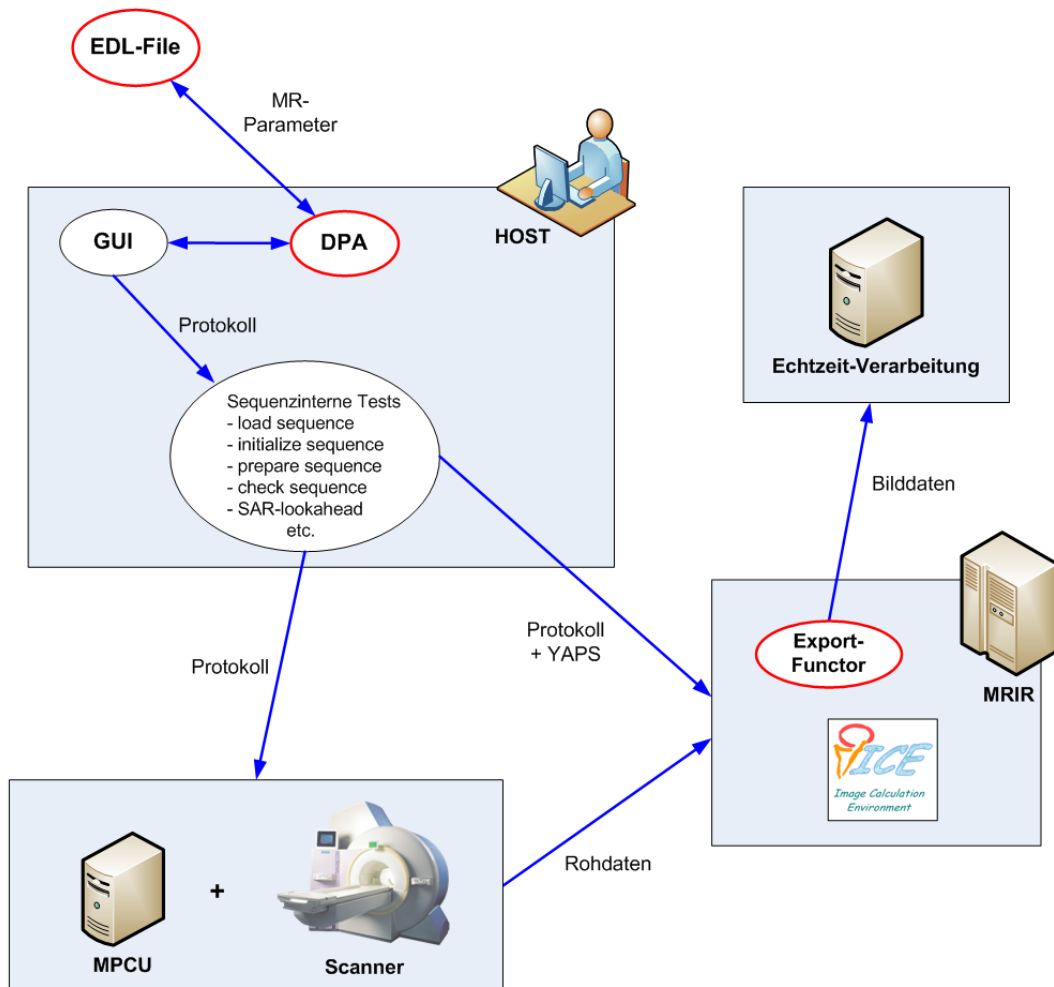 EDL-File
MR-
Parameter
HOST
GUI
DPA
Protokoll
Sequenzinterne Tests
- load sequence
- initialize sequence
- prepare sequence
- check sequence
- SAR-lookahead
etc.
Echtzeit-Verarbeitung
Bilddaten
Protokoll
+ YAPS
Protokoll
Export-
Functor
MRIR
ICE
Image Calculation
Environment
Rohdaten
MPCU
+
Scanner